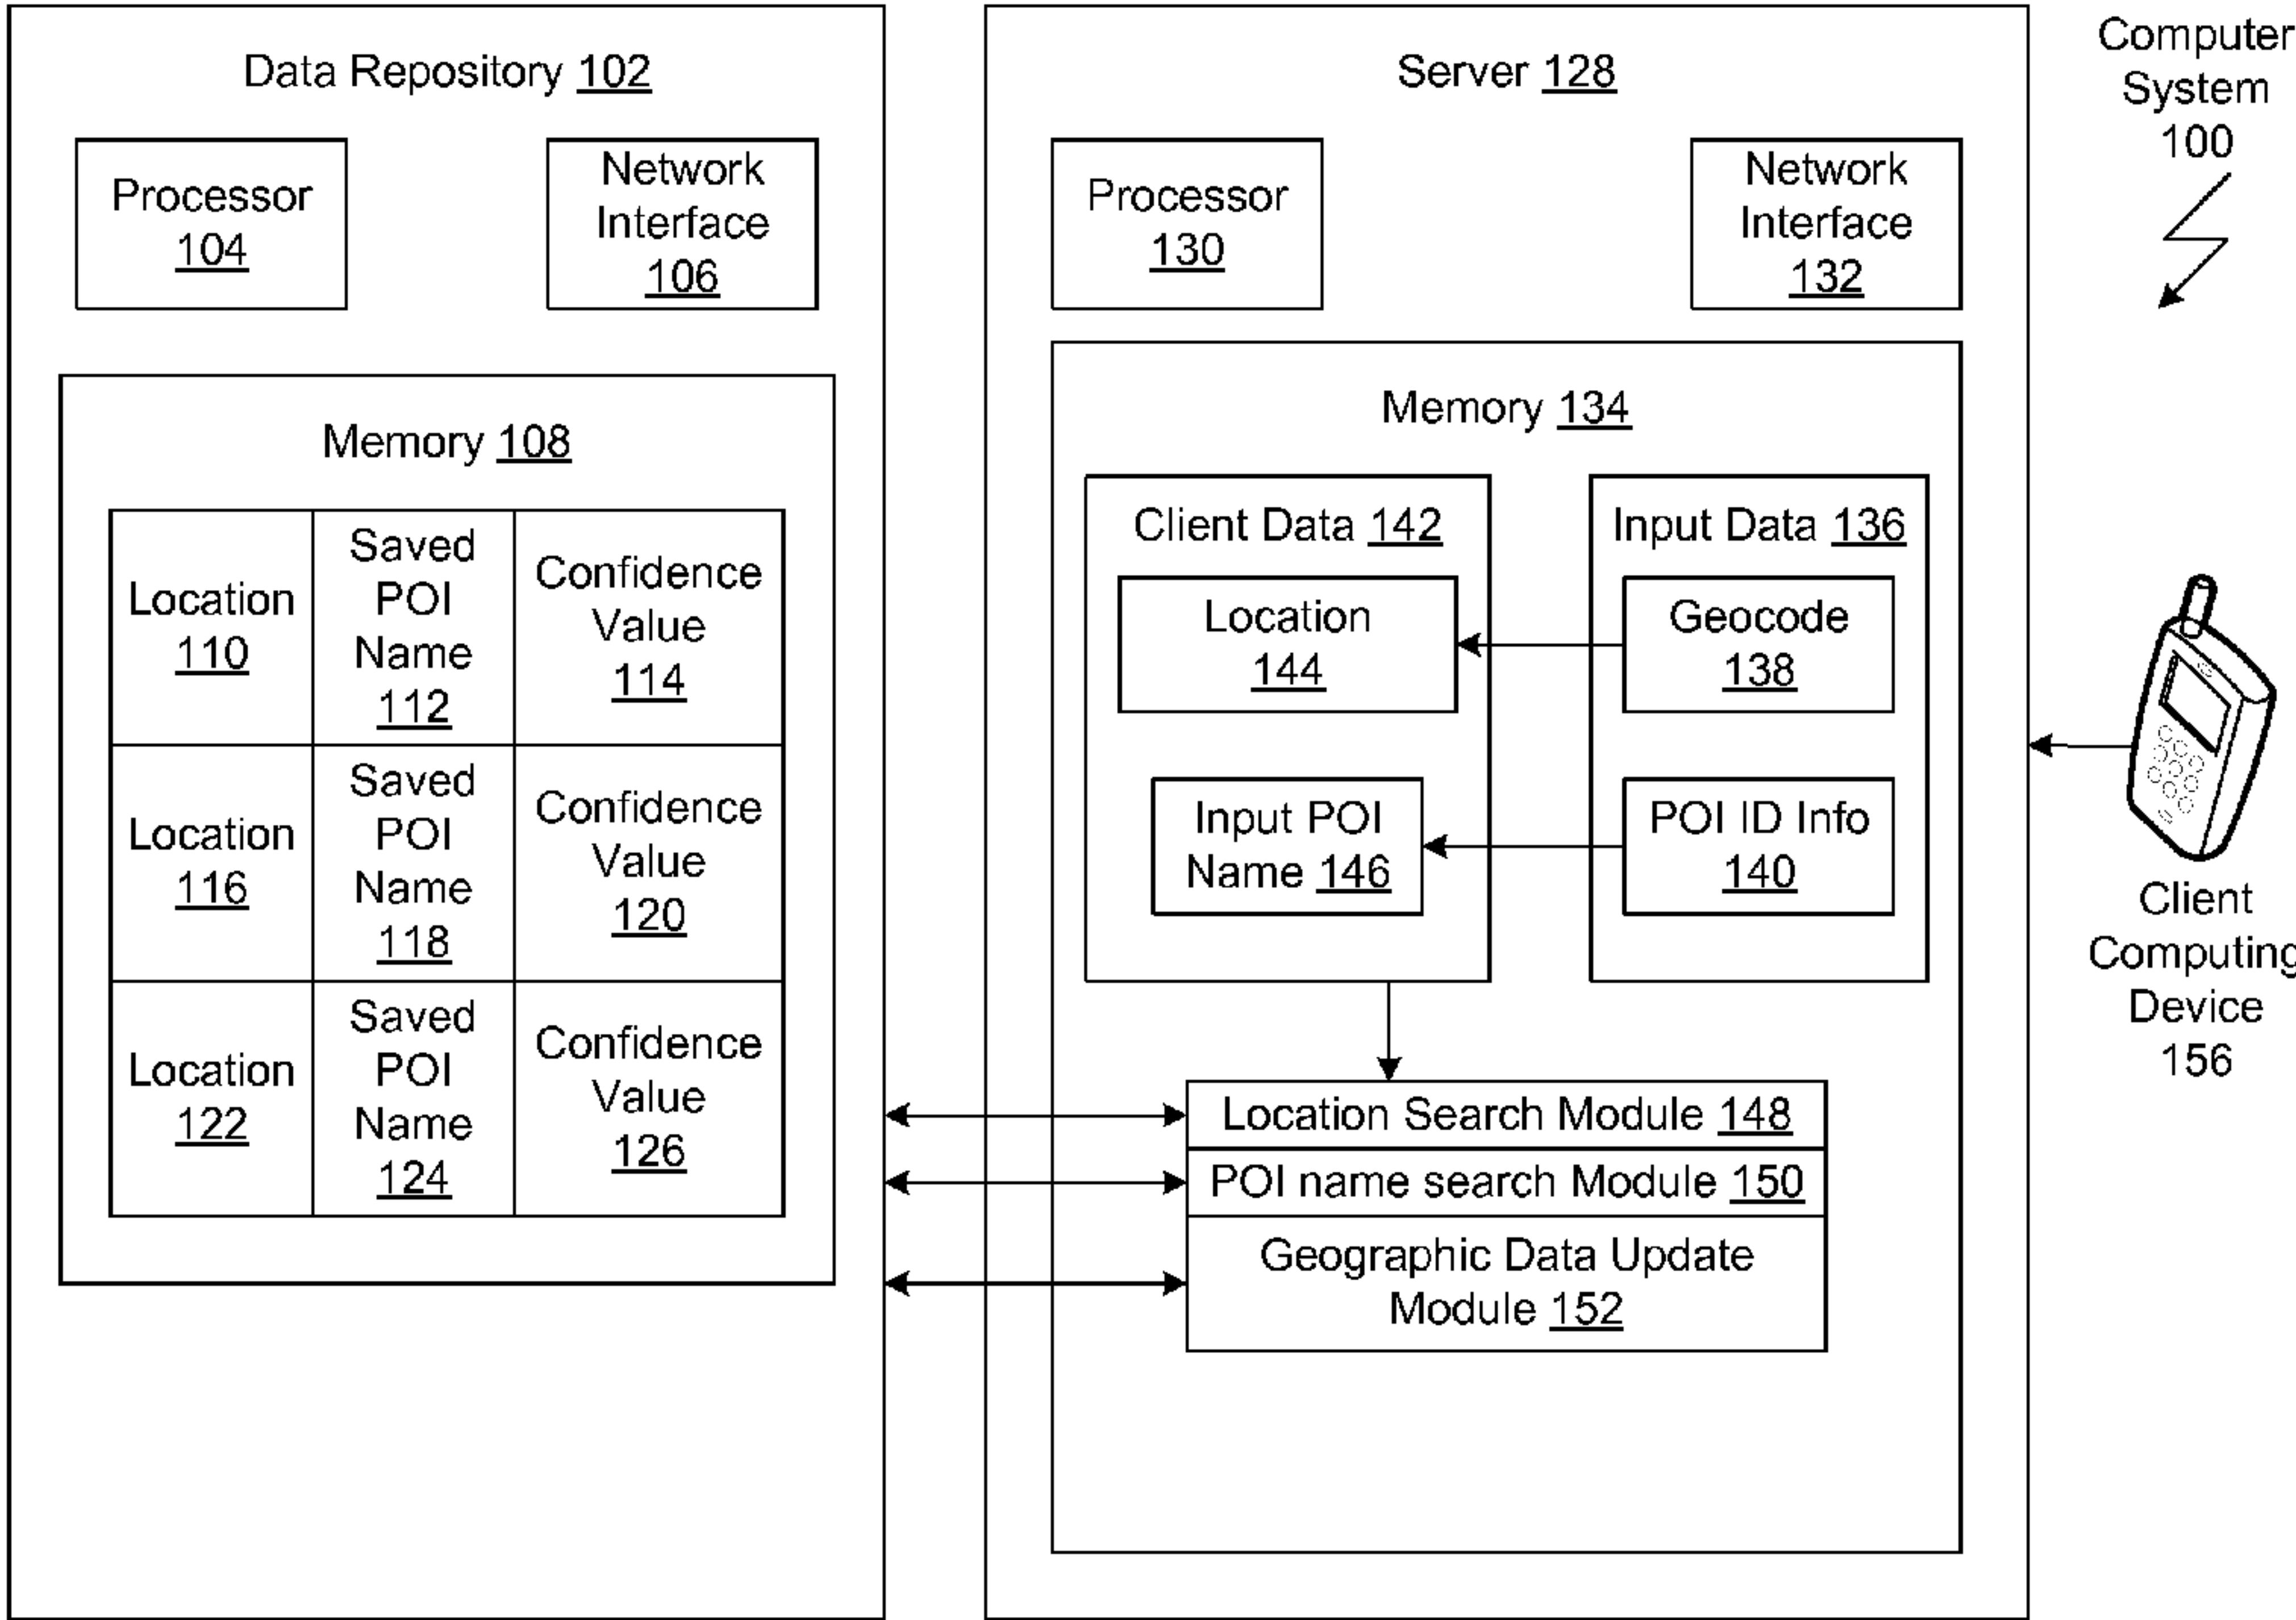 Data Repository 102
Processor
104
Network
Interface
106
Memory 108
Location
110
Saved
POI
Name
112
Confidence
Value
114
Location
116
Saved
POI
Name
118
Confidence
Value
120
Location
122
Saved
POI
Name
124
Confidence
Value
126
Server 128
Processor
130
Network
Interface
132
Memory 134
Client Data 142
Location
144
Input POI
Name 146
Input Data 136
Geocode
138
POI ID Info
140
Location Search Module 148
POI name search Module 150
Geographic Data Update
Module 152
Computer
System
100
Client
Computing
Device
156